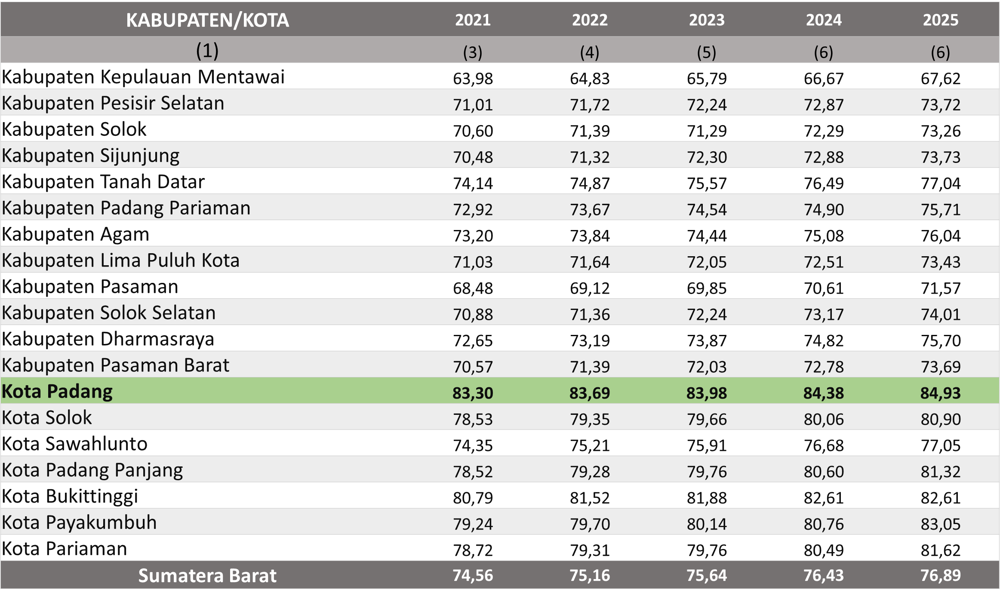 KABUPATEN/KOTA 2021 2022 2023 2024 2025
(1) (3) (4) (5) (6) (6)
Kabupaten Kepulauan Mentawai 63,98 64,83 65,79 66,67 67,62
Kabupaten Pesisir Selatan 71,01 71,72 72,24 72,87 73,72
Kabupaten Solok 70,60 71,39 71,29 72,29 73,26
Kabupaten Sijunjung 70,48 71,32 72,30 72,88 73,73
Kabupaten Tanah Datar 74,14 74,87 75,57 76,49 77,04
Kabupaten Padang Pariaman 72,92 73,67 74,54 74,90 75,71
Kabupaten Agam 73,20 73,84 74,44 75,08 76,04
Kabupaten Lima Puluh Kota 71,03 71,64 72,05 72,51 73,43
Kabupaten Pasaman 68,48 69,12 69,85 70,61 71,57
Kabupaten Solok Selatan 70,88 71,36 72,24 73,17 74,01
Kabupaten Dharmasraya 72,65 73,19 73,87 74,82 75,70
Kabupaten Pasaman Barat 70,57 71,39 72,03 72,78 73,69
Kota Padang 83,30 83,69 83,98 84,38 84,93
Kota Solok 78,53 79,35 79,66 80,06 80,90
Kota Sawahlunto 74,35 75,21 75,91 76,68 77,05
Kota Padang Panjang 78,52 79,28 79,76 80,60 81,32
Kota Bukittinggi 80,79 81,52 81,88 82,61 82,61
Kota Payakumbuh 79,24 79,70 80,14 80,76 83,05
Kota Pariaman 78,72 79,31 79,76 80,49 81,62
Sumatera Barat 74,56 75,16 75,64 76,43 76,89